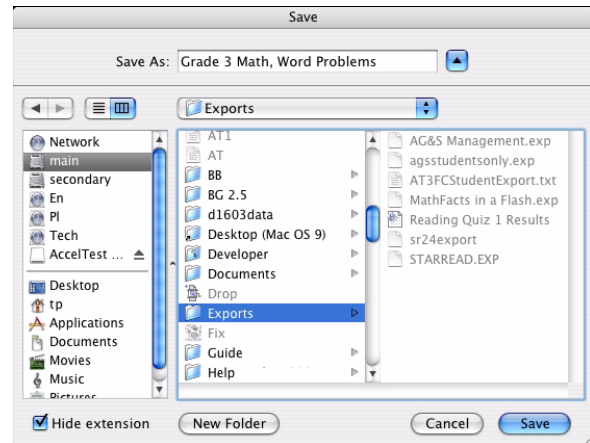 Save
Save As: Grade 3 Math, Word Problems
Exports
Network
main
secondary
En
Pl
Tech
AccelTest ...
Desktop
tp
Applications
Documents
Movies
Music
Pictures
AT1
AT
BB
BG 2.5
d1603data
Desktop (Mac OS 9)
Developer
Documents
Drop
Exports
Fix
Guide
Help
AG&S Management.exp
agsstudentsonly.exp
AT3FCStudentExport.txt
MathFacts in a Flash.exp
Reading Quiz 1 Results
sr24export
STARREAD.EXP
Hide extension
New Folder
Cancel
Save